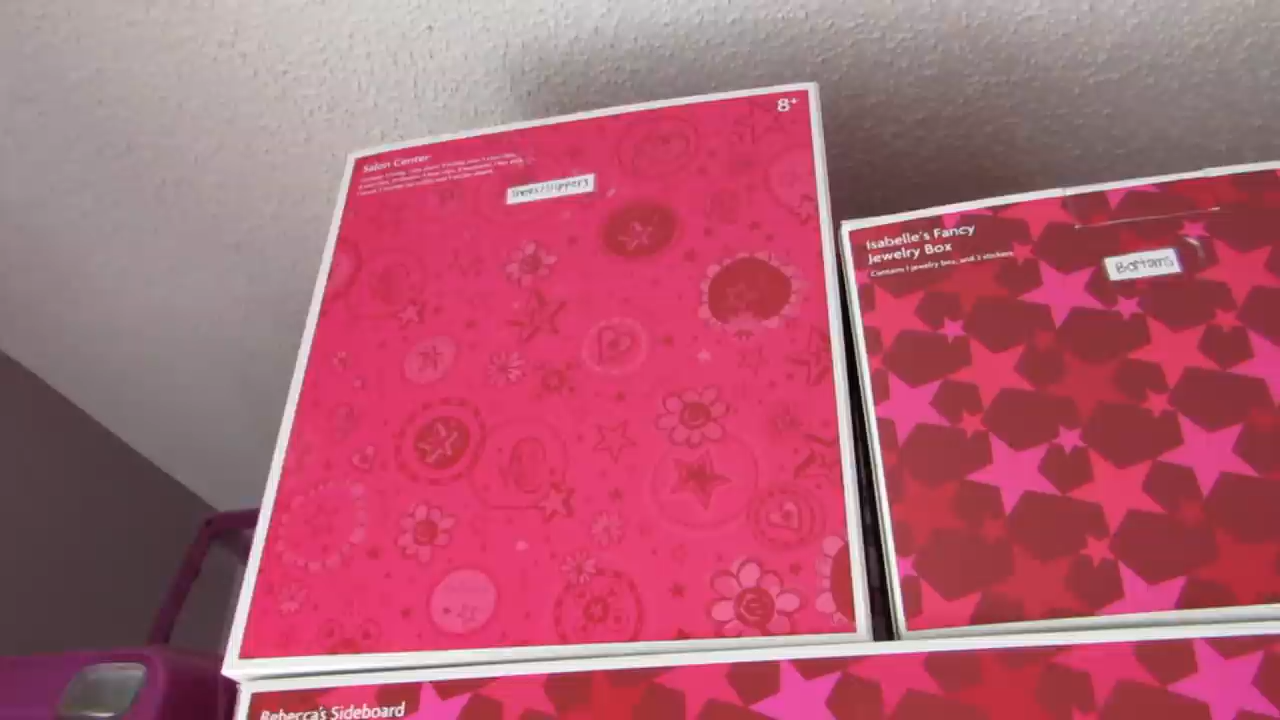 Salon Center
8+
Shoes/Slippers
Isabelle's Fancy
Jewelry Box
Contains 1 jewelry box, and 2 stickers
Bottoms
Rebecca's Sideboard